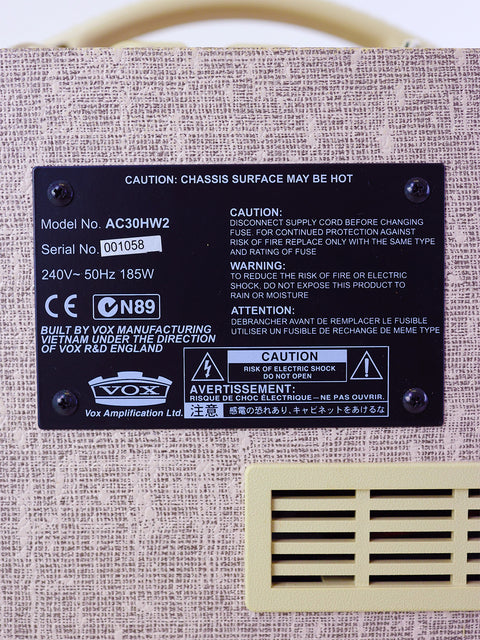 CAUTION: CHASSIS SURFACE MAY BE HOT
Model No. AC30HW2
Serial No. 001058
240V~ 50Hz 185W
CE N89
BUILT BY VOX MANUFACTURING
VIETNAM UNDER THE DIRECTION
OF VOX R&D ENGLAND
VOX
Vox Amplification Ltd.
CAUTION:
DISCONNECT SUPPLY CORD BEFORE CHANGING
FUSE. FOR CONTINUED PROTECTION AGAINST
RISK OF FIRE REPLACE ONLY WITH THE SAME TYPE
AND RATING OF FUSE
WARNING:
TO REDUCE THE RISK OF FIRE OR ELECTRIC
SHOCK, DO NOT EXPOSE THIS PRODUCT TO
RAIN OR MOISTURE
ATTENTION:
DEBRANCHER AVANT DE REMPLACER LE FUSIBLE
UTILISER UN FUSIBLE DE RECHANGE DE MEME TYPE
CAUTION
RISK OF ELECTRIC SHOCK
DO NOT OPEN
AVERTISSEMENT:
RISQUE DE CHOC ÉLECTRIQUE－NE PAS OUVRIR.
注意 感電の恐れあり、キャビネットをあけるな